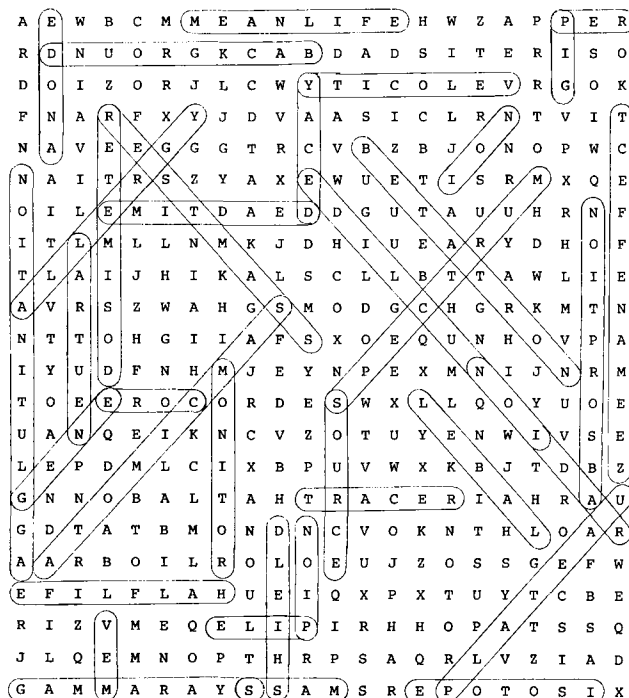 A E W B C M M E A N L I F E H W Z A P P E R
R D N U O R G K C A B D A D S I T E R I S O
D O I Z O R J L C W Y T I C O L E V R G O K
F N A R F X Y J D V A A S I C L R N T V I T
N A V E E G G G T R C V B Z B J O N O P W C
N A I T R S Z Y A X E W U E T I S R M X Q E
O I L E M I T D A E D D G U T A U U H R N F
I T L M L L N M K J D H I U E A R Y D H O F
T L A I J H I K A L S C L L B T T A W L I E
A V R S Z W A H G S M O D G C H G R K M T N
N T T O H G I I A F S X O E Q U N H O V P A
I Y U D F N H M J E Y N P E X M N I J N R M
T O E E R O C O R D E S W X L L Q O Y U O E
U A N Q E I K N C V Z O T U Y E N W I V S E
L E P D M L C I X B P U V W X K B J T D B Z
G N N O B A L T A H T R A C E R I A H R A U
G D T A T B M O N D N C V O K N T H L O A R
A A R B O I L R O L O E U J Z O S S G E F W
E F I L F L A H U E I Q X P X T U Y T C B E
R I Z V M E Q E L I P I R H H O P A T S S Q
J L Q E M N O P T H R P S A Q R L V Z I A D
G A M M A R A Y S S A M S R E P O T O S I X